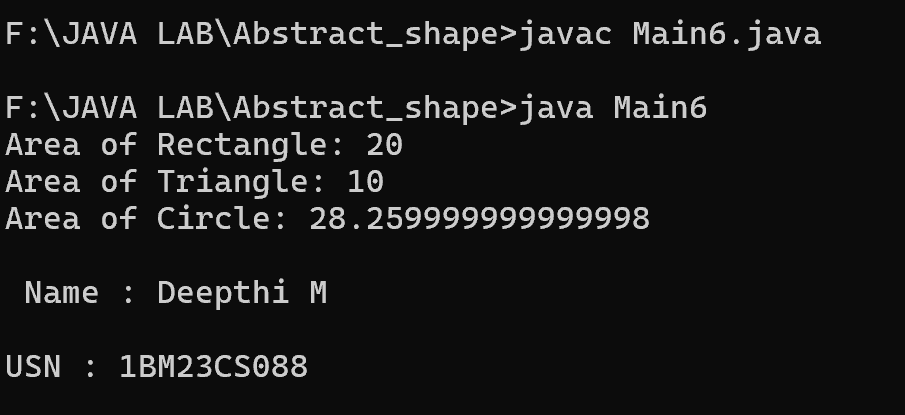 F:\JAVA LAB\Abstract_shape>javac Main6.java
F:\JAVA LAB\Abstract_shape>java Main6
Area of Rectangle: 20
Area of Triangle: 10
Area of Circle: 28.259999999999998
Name : Deepthi M
USN : 1BM23CS088